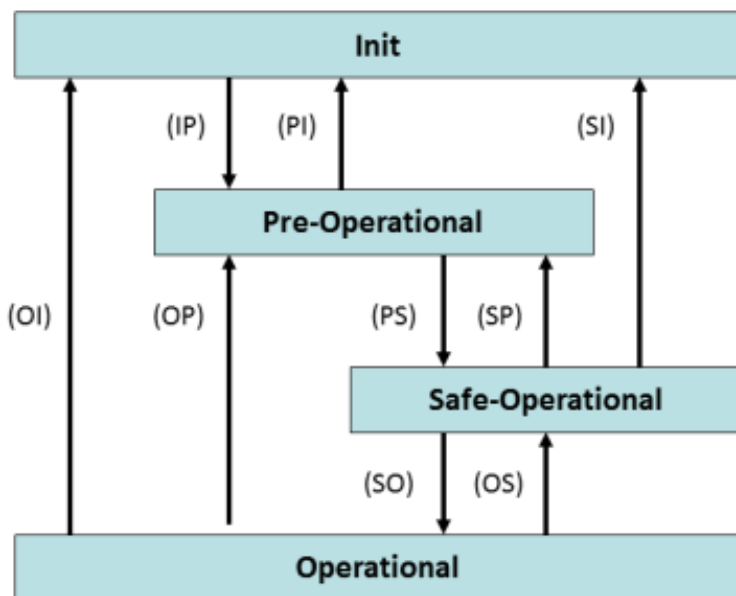 Init
(IP) (PI) (SI)
Pre-Operational
(OI) (OP) (PS) (SP)
Safe-Operational
(SO) (OS)
Operational